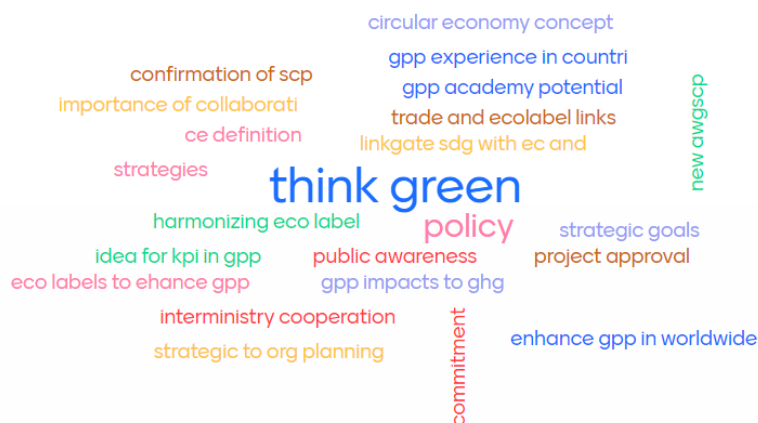 circular economy concept
gpp experience in countri
confirmation of scp
gpp academy potential
importance of collaborati
trade and ecolabel links
new awgscp
ce definition
linkgate sdg with ec and
strategies
think green
harmonizing eco label
policy
strategic goals
idea for kpi in gpp
public awareness
project approval
eco labels to ehance gpp
gpp impacts to ghg
interministry cooperation
commitment
enhance gpp in worldwide
strategic to org planning